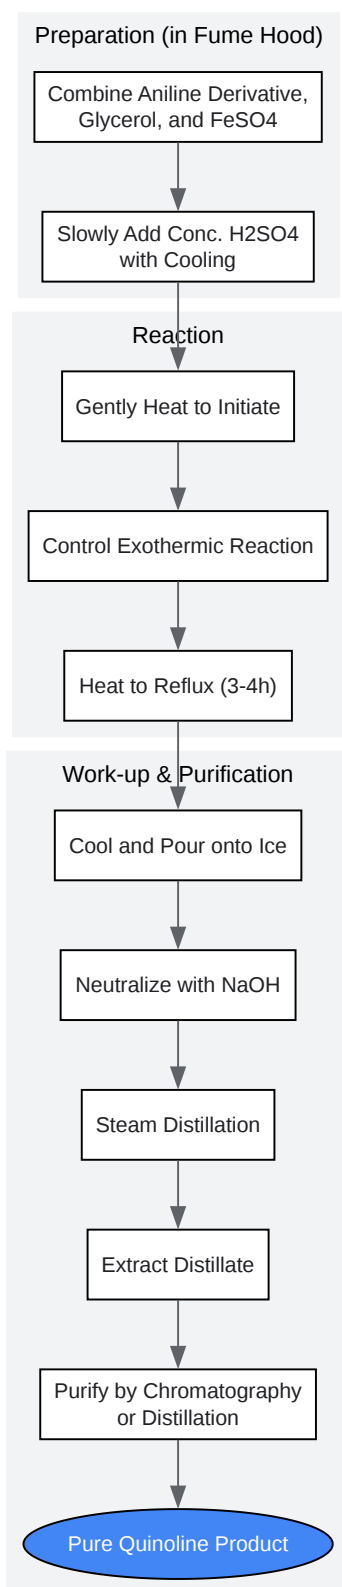 Preparation (in Fume Hood)
Combine Aniline Derivative,
Glycerol, and FeSO4
Slowly Add Conc. H2SO4
with Cooling
Reaction
Gently Heat to Initiate
Control Exothermic Reaction
Heat to Reflux (3-4h)
Work-up & Purification
Cool and Pour onto Ice
Neutralize with NaOH
Steam Distillation
Extract Distillate
Purify by Chromatography
or Distillation
Pure Quinoline Product